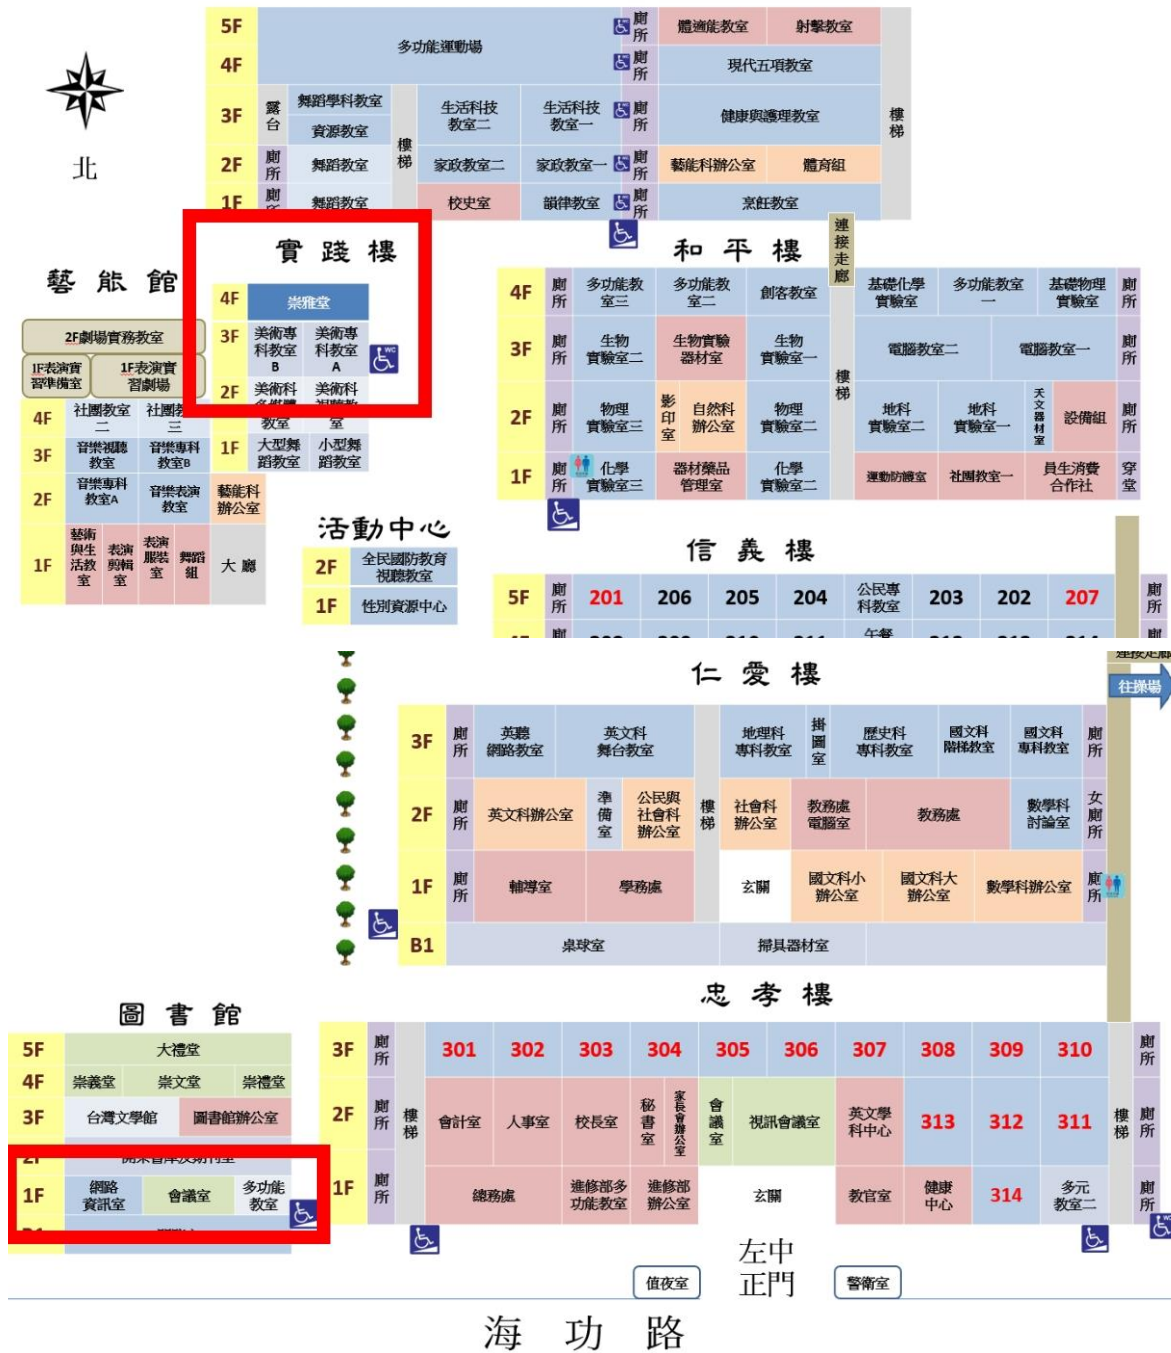 北
5F 多功能運動場 廁所 體適能教室 射擊教室
4F 廁所 現代五項教室
3F 露台 舞蹈學科教室 資源教室 樓梯 生活科技教室二 生活科技教室一 廁所 健康與護理教室 樓梯
2F 廁所 舞蹈教室 家政教室二 家政教室一 廁所 藝能科辦公室 體育組
1F 廁所 舞蹈教室 校史室 韻律教室 廁所 烹飪教室
實踐樓
4F 崇雅堂
3F 美術專科教室B 美術專科教室A WC
2F 美術科多媒體教室 美術科視聽教室
1F 大型舞蹈教室 小型舞蹈教室
藝能館
2F劇場實務教室
1F表演實習準備室 1F表演實習劇場
4F 社團教室二 社團教室三
3F 音樂視聽教室 音樂專科教室B
2F 音樂專科教室A 音樂表演教室 藝能科辦公室
1F 藝術與生活教室 表演剪輯室 表演服裝室 舞蹈組 大廳
和平樓
連接走廊
4F 廁所 多功能教室三 多功能教室二 創客教室 樓梯 基礎化學實驗室 多功能教室一 基礎物理實驗室 廁所
3F 廁所 生物實驗室二 生物實驗器材室 生物實驗室一 電腦教室二 電腦教室一
2F 廁所 物理實驗室三 影印室 自然科辦公室 物理實驗室二 地科實驗室二 地科實驗室一 天文器材室 設備組 廁所
1F 廁所 化學實驗室三 器材藥品管理室 化學實驗室二 運動防護室 社團教室一 員生消費合作社 穿堂
活動中心
2F 全民國防教育視聽教室
1F 性別資源中心
信義樓
5F 廁所 201 206 205 204 公民專科教室 203 202 207 廁所
仁愛樓
連接走廊
往操場
3F 廁所 英聽網路教室 英文科舞台教室 樓梯 地理科專科教室 掛圖室 歷史科專科教室 國文科階梯教室 國文科專科教室 廁所
2F 廁所 英文科辦公室 準備室 公民與社會科辦公室 社會科辦公室 教務處電腦室 教務處 數學科討論室 女廁所
1F 廁所 輔導室 學務處 玄關 國文科小辦公室 國文科大辦公室 數學科辦公室 廁所
B1 桌球室 掃具器材室
忠孝樓
3F 廁所 樓梯 301 302 303 304 305 306 307 308 309 310 樓梯 廁所
2F 廁所 會計室 人事室 校長室 秘書室 家長會辦公室 會議室 視訊會議室 英文學科中心 313 312 311 廁所
1F 廁所 總務處 進修部多功能教室 進修部辦公室 玄關 教官室 健康中心 314 多元教室二 廁所
圖書館
5F 大禮堂
4F 崇義堂 崇文堂 崇禮堂
3F 台灣文學館 圖書館辦公室
2F 開架書庫及期刊室
1F 網路資訊室 會議室 多功能教室
B1
左中正門
值夜室 警衛室
海功路